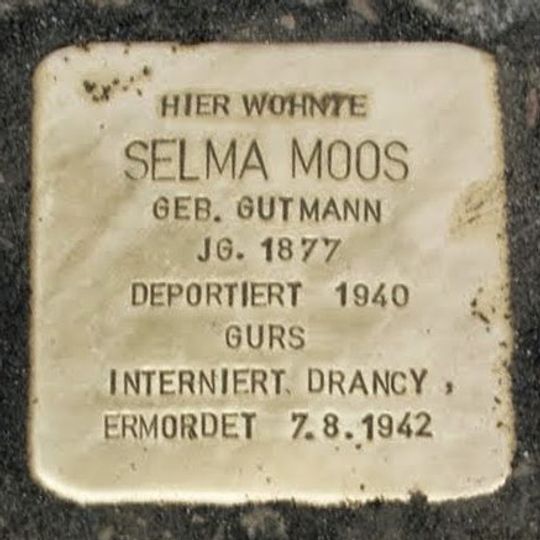 HIER WOHNTE
SELMA MOOS
GEB. GUTMANN
JG. 1877
DEPORTIERT 1940
GURS
INTERNIERT DRANCY,
ERMORDET 7.8.1942